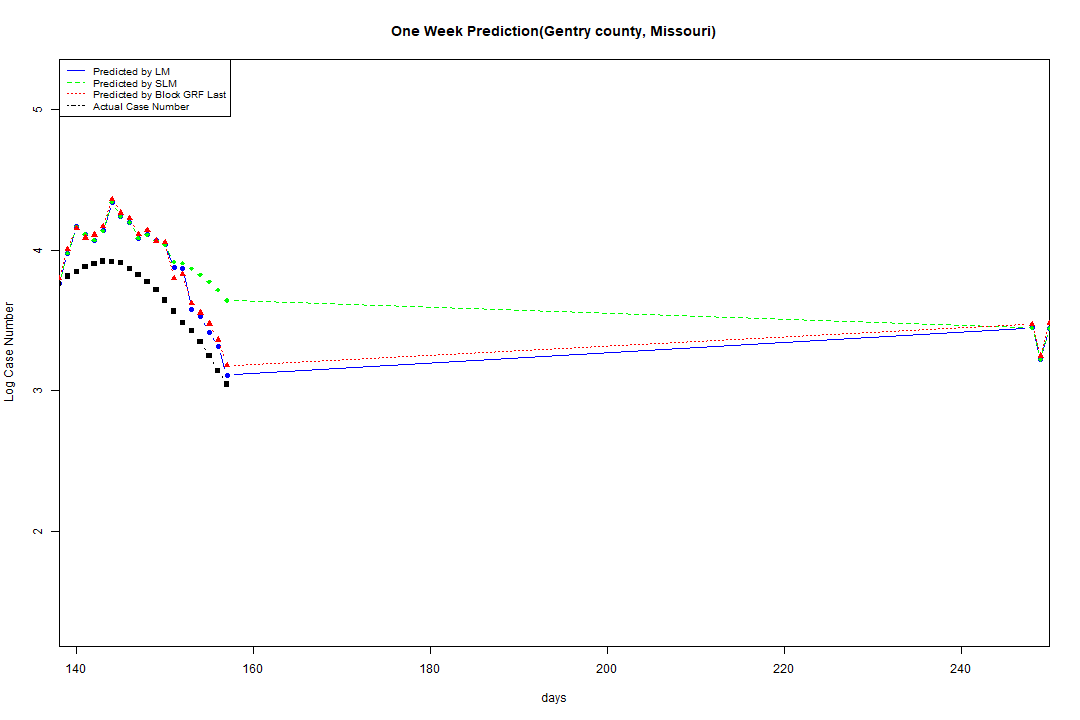 One Week Prediction(Gentry county, Missouri)
Predicted by LM
Predicted by SLM
Predicted by Block GRF Last
Actual Case Number
5
4
3
2
Log Case Number
140 160 180 200 220 240
days